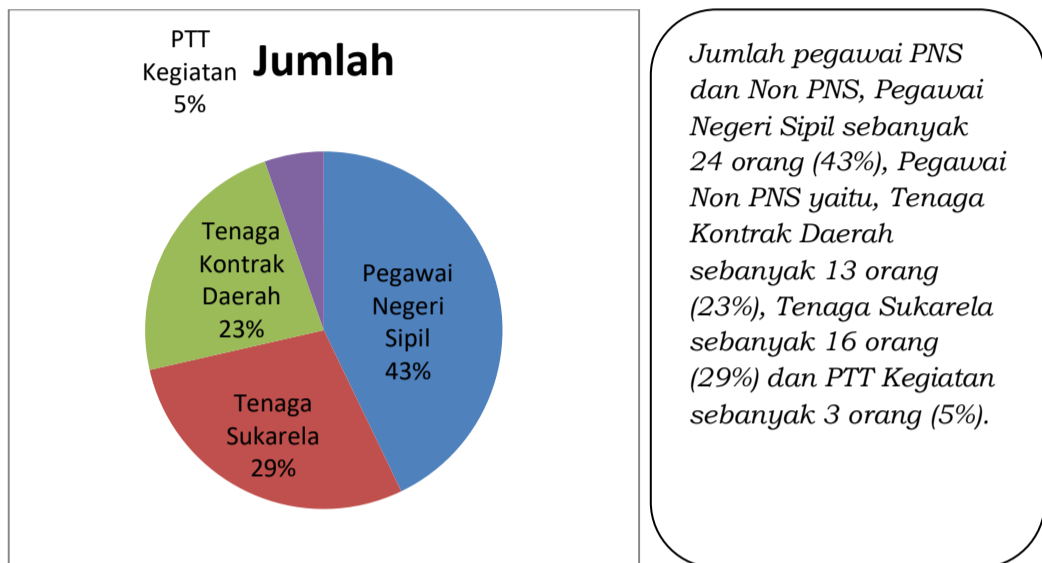 PTT
Kegiatan
5%
Jumlah
Tenaga
Kontrak
Daerah
23%
Pegawai
Negeri
Sipil
43%
Tenaga
Sukarela
29%
Jumlah pegawai PNS
dan Non PNS, Pegawai
Negeri Sipil sebanyak
24 orang (43%), Pegawai
Non PNS yaitu, Tenaga
Kontrak Daerah
sebanyak 13 orang
(23%), Tenaga Sukarela
sebanyak 16 orang
(29%) dan PTT Kegiatan
sebanyak 3 orang (5%).